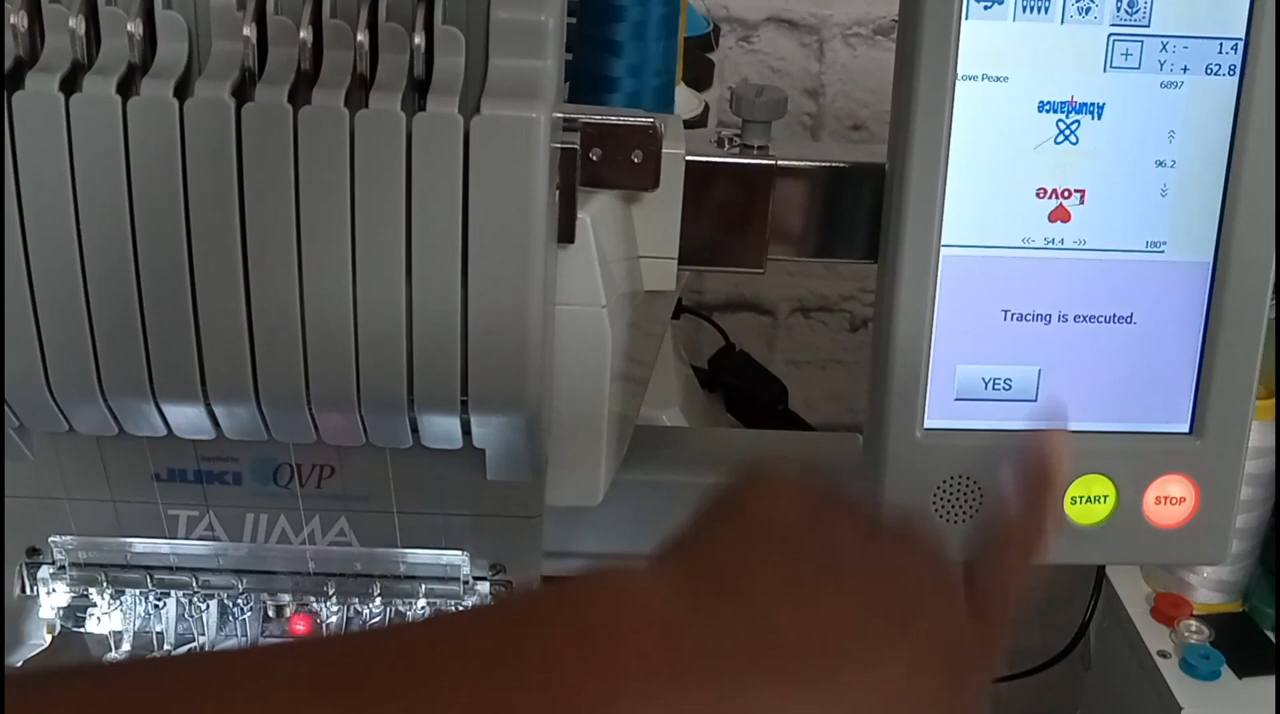 X: - 1.4
Y: + 62.8
Love Peace
6897
Abundance
96.2
Love
<<- 54.4 ->>
180°
Tracing is executed.
YES
START
STOP
JUKI QVP
TAJIMA